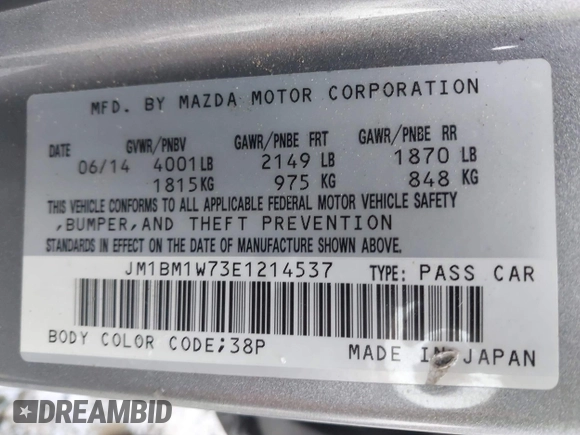 MFD. BY MAZDA MOTOR CORPORATION
DATE GVWR/PNBV GAWR/PNBE FRT GAWR/PNBE RR
06/14 4001LB 2149 LB 1870 LB
1815KG 975 KG 848 KG
THIS VEHICLE CONFORMS TO ALL APPLICABLE FEDERAL MOTOR VEHICLE SAFETY
,BUMPER,AND THEFT PREVENTION
STANDARDS IN EFFECT ON THE DATE OF MANUFACTURE SHOWN ABOVE.
JM1BM1W73E1214537 TYPE: PASS CAR
BODY COLOR CODE;38P MADE IN JAPAN
DREAMBID